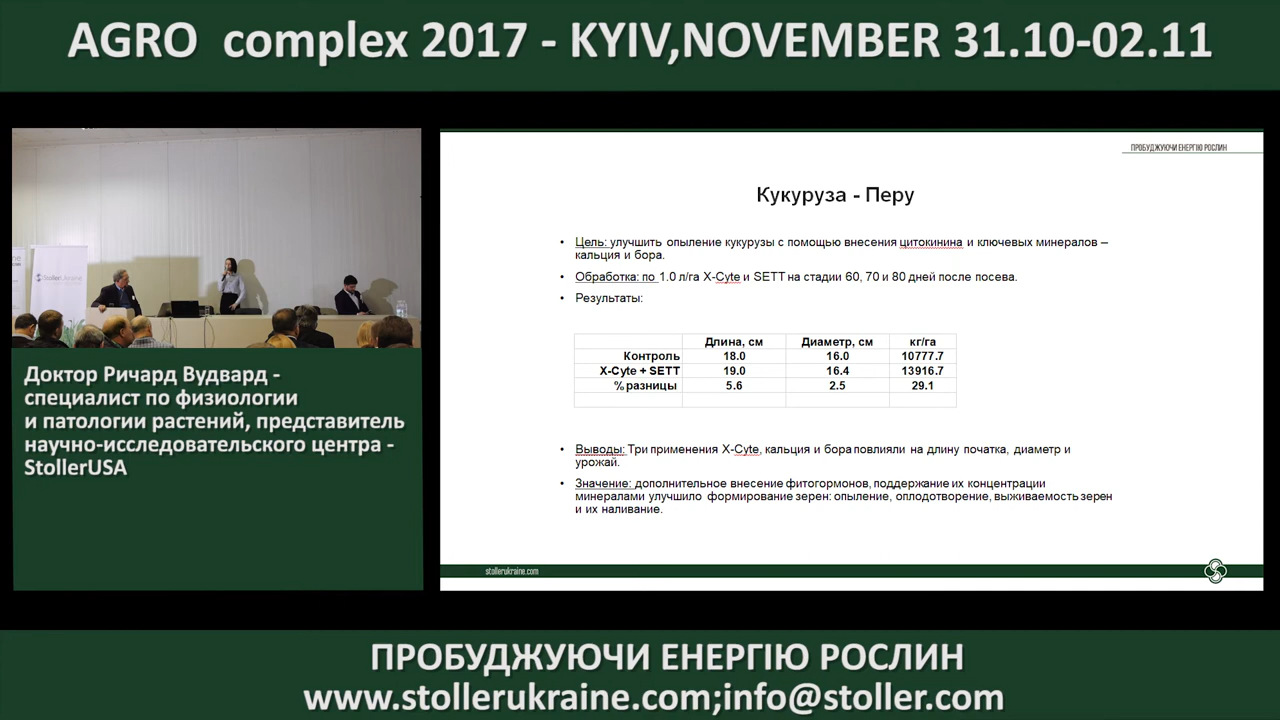 AGRO complex 2017 - KYIV,NOVEMBER 31.10-02.11
StollerUkraine
Доктор Ричард Вудвард -
специалист по физиологии
и патологии растений, представитель
научно-исследовательского центра -
StollerUSA
ПРОБУДЖУЮЧИ ЕНЕРГІЮ РОСЛИН
Кукуруза - Перу
• Цель: улучшить опыление кукурузы с помощью внесения цитокинина и ключевых минералов –
кальция и бора.
• Обработка: по 1.0 л/га X-Cyte и SETT на стадии 60, 70 и 80 дней после посева.
• Результаты:
Длина, см Диаметр, см кг/га
Контроль 18.0 16.0 10777.7
X-Cyte + SETT 19.0 16.4 13916.7
% разницы 5.6 2.5 29.1
• Выводы: Три применения X-Cyte, кальция и бора повлияли на длину початка, диаметр и
урожай.
• Значение: дополнительное внесение фитогормонов, поддержание их концентрации
минералами улучшило формирование зерен: опыление, оплодотворение, выживаемость зерен
и их наливание.
stollerukraine.com
ПРОБУДЖУЮЧИ ЕНЕРГІЮ РОСЛИН
www.stollerukraine.com;info@stoller.com